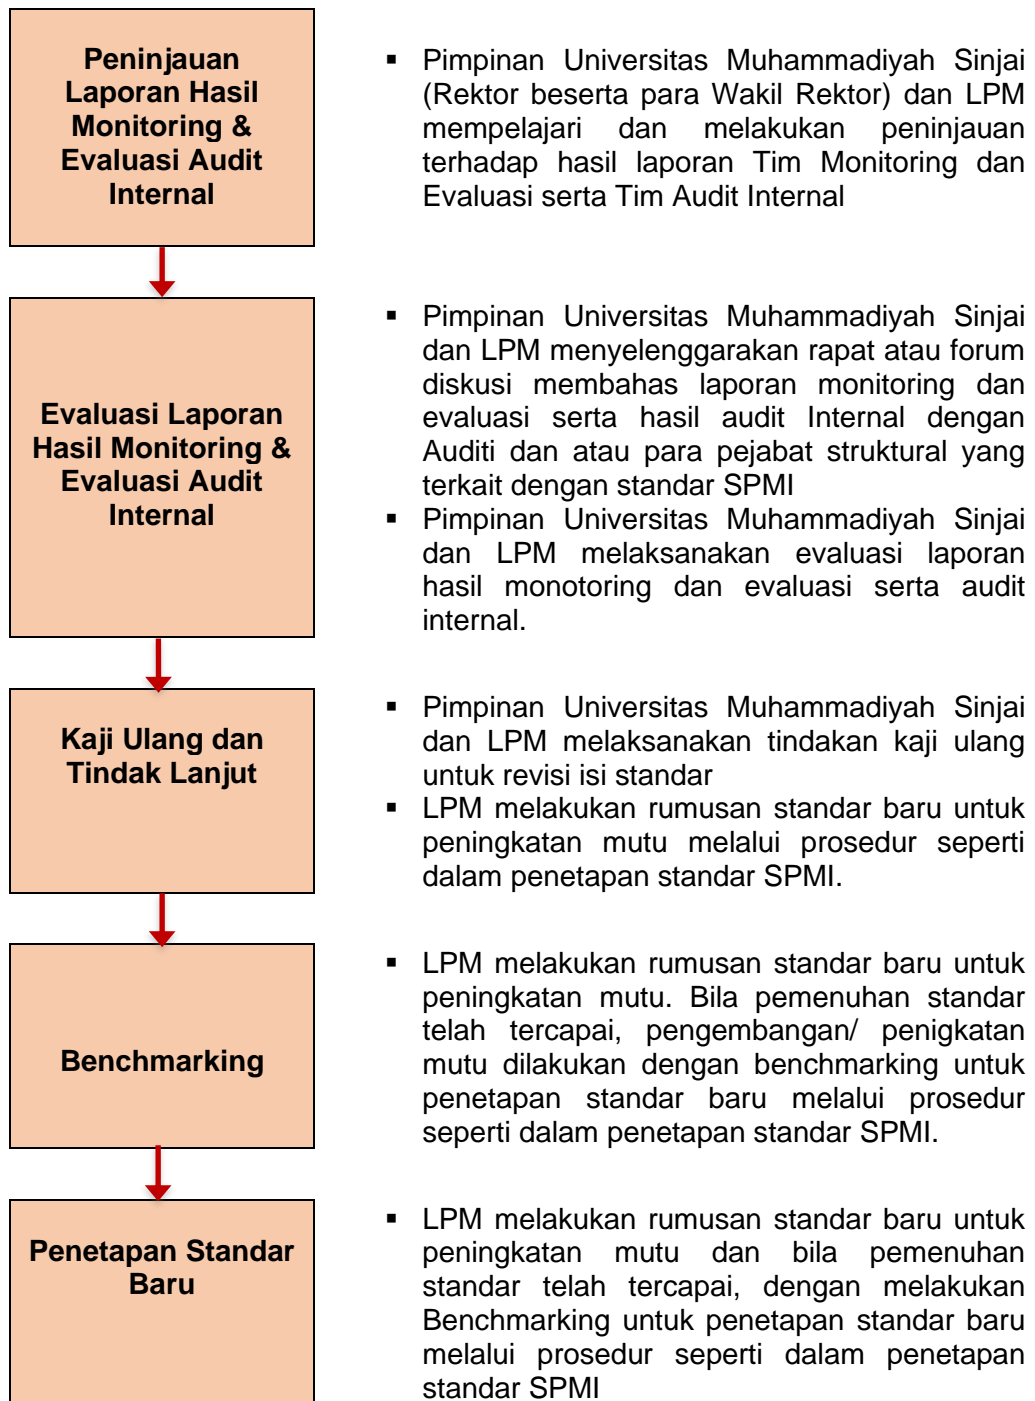 Peninjauan
Laporan Hasil
Monitoring &
Evaluasi Audit
Internal
▪ Pimpinan Universitas Muhammadiyah Sinjai
(Rektor beserta para Wakil Rektor) dan LPM
mempelajari dan melakukan peninjauan
terhadap hasil laporan Tim Monitoring dan
Evaluasi serta Tim Audit Internal
Evaluasi Laporan
Hasil Monitoring &
Evaluasi Audit
Internal
▪ Pimpinan Universitas Muhammadiyah Sinjai
dan LPM menyelenggarakan rapat atau forum
diskusi membahas laporan monitoring dan
evaluasi serta hasil audit Internal dengan
Auditi dan atau para pejabat struktural yang
terkait dengan standar SPMI
▪ Pimpinan Universitas Muhammadiyah Sinjai
dan LPM melaksanakan evaluasi laporan
hasil monotoring dan evaluasi serta audit
internal.
Kaji Ulang dan
Tindak Lanjut
▪ Pimpinan Universitas Muhammadiyah Sinjai
dan LPM melaksanakan tindakan kaji ulang
untuk revisi isi standar
▪ LPM melakukan rumusan standar baru untuk
peningkatan mutu melalui prosedur seperti
dalam penetapan standar SPMI.
Benchmarking
▪ LPM melakukan rumusan standar baru untuk
peningkatan mutu. Bila pemenuhan standar
telah tercapai, pengembangan/ penigkatan
mutu dilakukan dengan benchmarking untuk
penetapan standar baru melalui prosedur
seperti dalam penetapan standar SPMI.
Penetapan Standar
Baru
▪ LPM melakukan rumusan standar baru untuk
peningkatan mutu dan bila pemenuhan
standar telah tercapai, dengan melakukan
Benchmarking untuk penetapan standar baru
melalui prosedur seperti dalam penetapan
standar SPMI